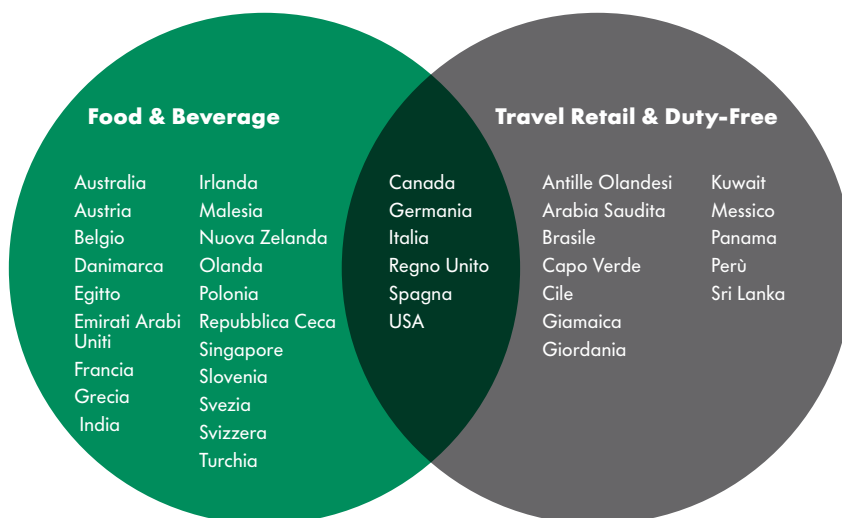 Food & Beverage
Australia
Austria
Belgio
Danimarca
Egitto
Emirati Arabi
Uniti
Francia
Grecia
India
Irlanda
Malesia
Nuova Zelanda
Olanda
Polonia
Repubblica Ceca
Singapore
Slovenia
Svezia
Svizzera
Turchia
Canada
Germania
Italia
Regno Unito
Spagna
USA
Travel Retail & Duty-Free
Antille Olandesi
Arabia Saudita
Brasile
Capo Verde
Cile
Giamaica
Giordania
Kuwait
Messico
Panama
Perù
Sri Lanka